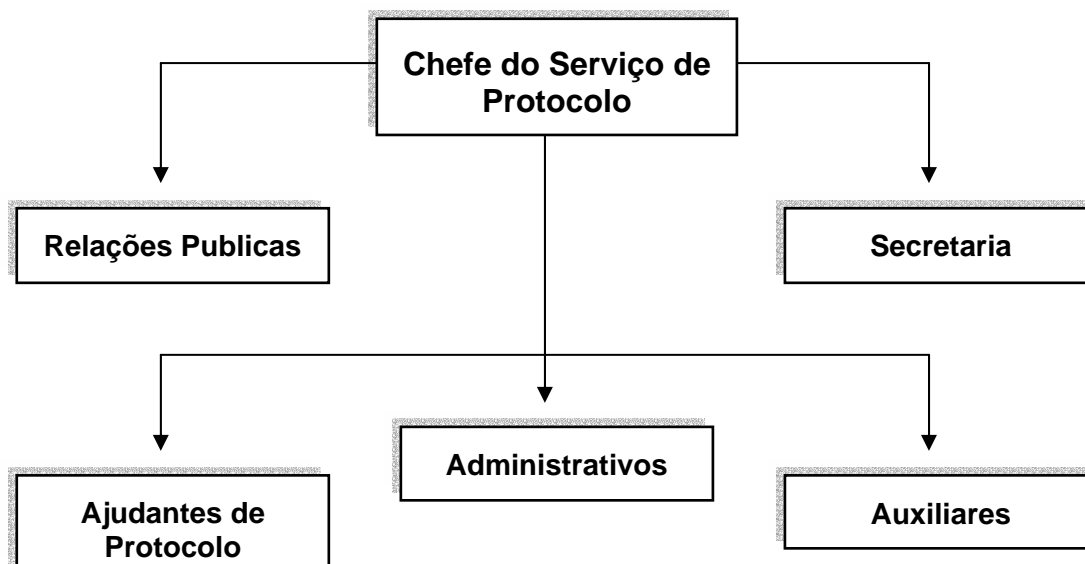 Chefe do Serviço de
Protocolo
Relações Publicas
Secretaria
Administrativos
Ajudantes de
Protocolo
Auxiliares